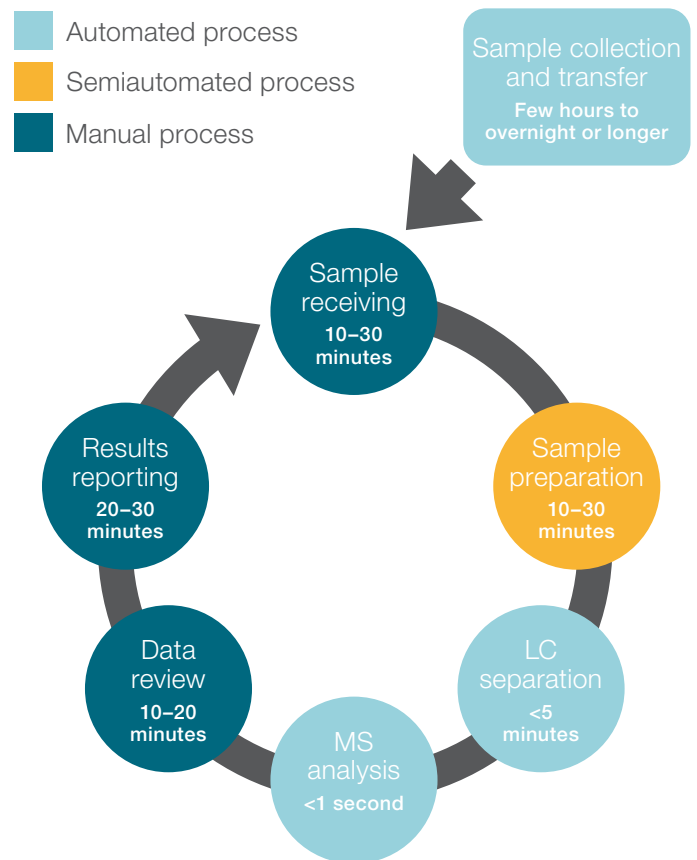 Automated process
Semiautomated process
Manual process
Sample collection
and transfer
Few hours to
overnight or longer
Sample
receiving
10–30
minutes
Sample
preparation
10–30
minutes
LC
separation
<5
minutes
MS
analysis
<1 second
Data
review
10–20
minutes
Results
reporting
20–30
minutes